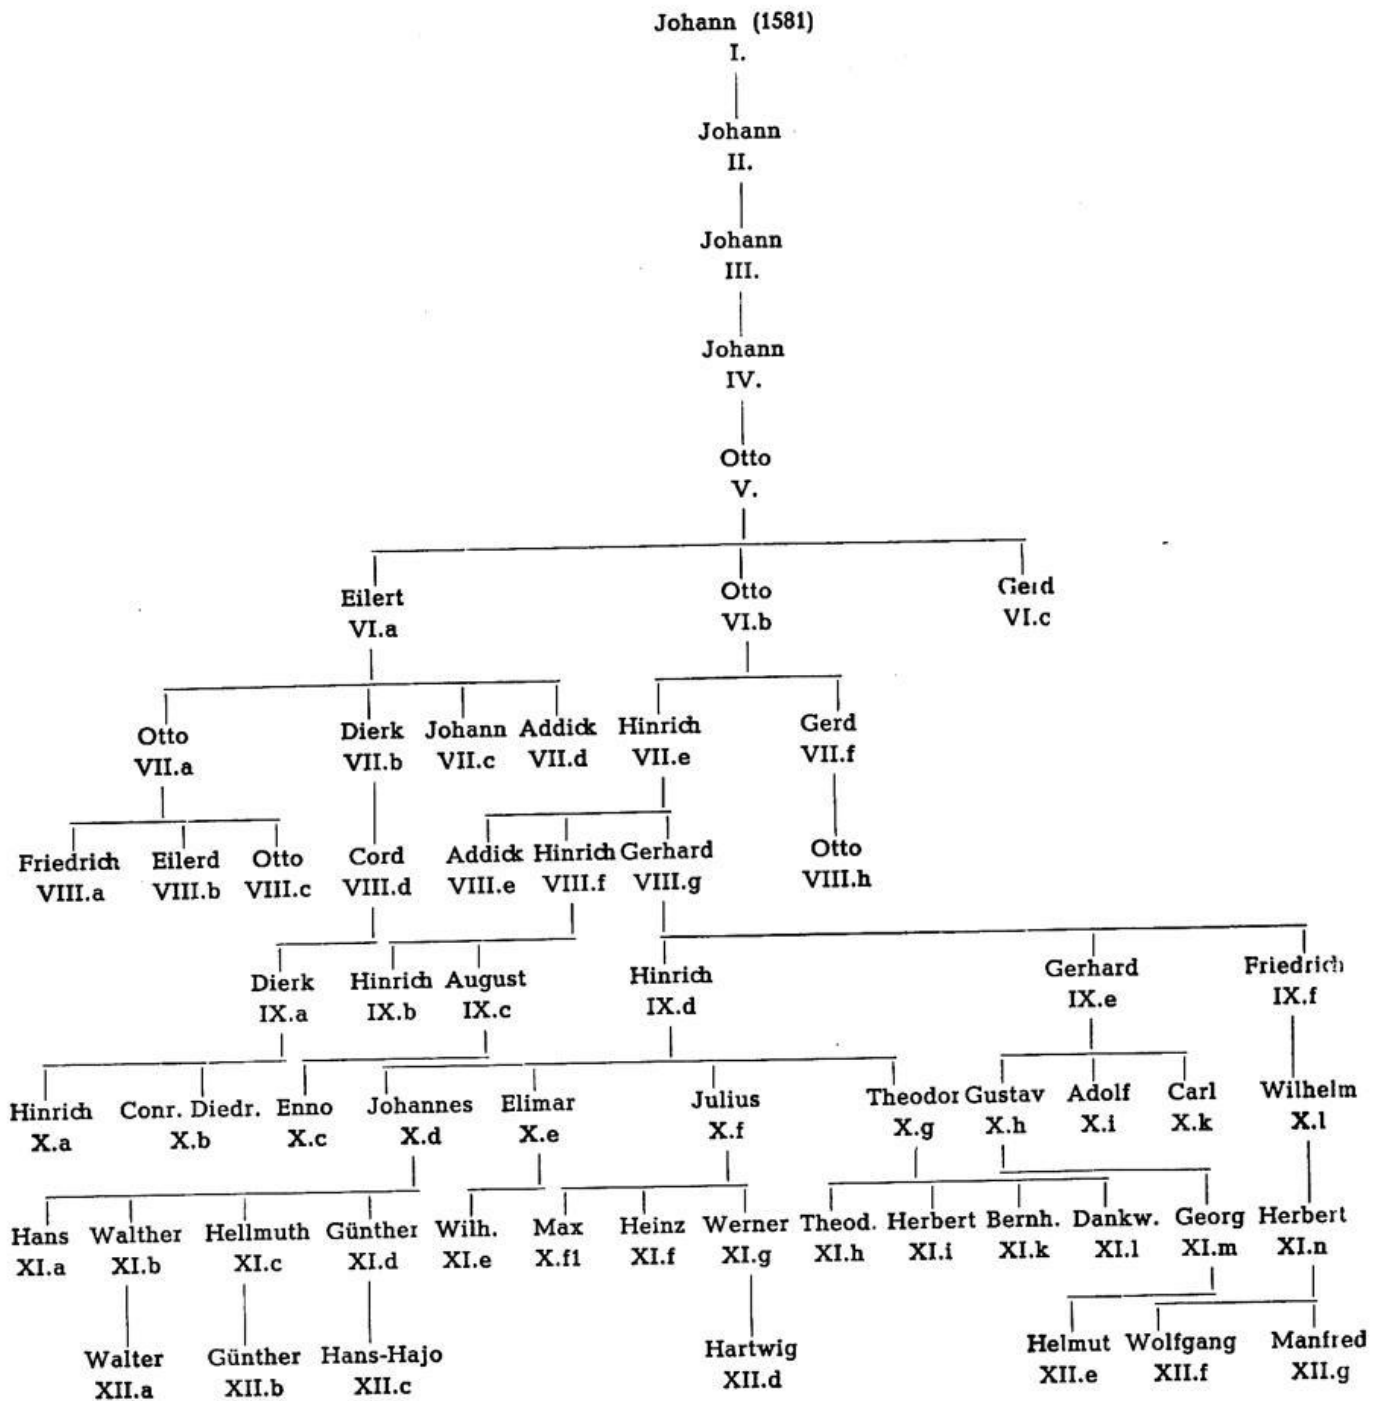 Johann (1581)
I.
Johann
II.
Johann
III.
Johann
IV.
Otto
V.
Eilert Otto Gerd
VI.a VI.b VI.c
Otto Dierk Johann Addick Hinrich Gerd
VII.a VII.b VII.c VII.d VII.e VII.f
Friedrich Eilerd Otto Cord Addick Hinrich Gerhard Otto
VIII.a VIII.b VIII.c VIII.d VIII.e VIII.f VIII.g VIII.h
Dierk Hinrich August Hinrich Gerhard Friedrich
IX.a IX.b IX.c IX.d IX.e IX.f
Hinrich Conr. Diedr. Enno Johannes Elimar Julius Theodor Gustav Adolf Carl Wilhelm
X.a X.b X.c X.d X.e X.f X.g X.h X.i X.k X.l
Hans Walther Hellmuth Günther Wilh. Max Heinz Werner Theod. Herbert Bernh. Dankw. Georg Herbert
XI.a XI.b XI.c XI.d XI.e X.f1 XI.f XI.g XI.h XI.i XI.k XI.l XI.m XI.n
Walter Günther Hans-Hajo Hartwig Helmut Wolfgang Manfred
XII.a XII.b XII.c XII.d XII.e XII.f XII.g